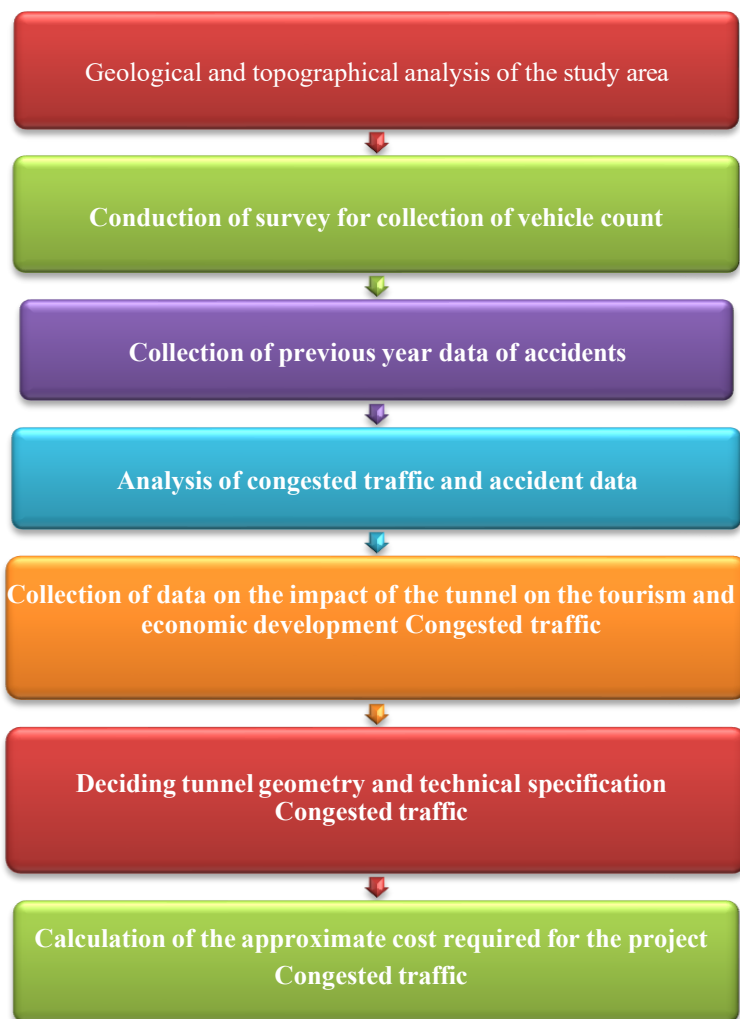 Geological and topographical analysis of the study area
Conduction of survey for collection of vehicle count
Collection of previous year data of accidents
Analysis of congested traffic and accident data
Collection of data on the impact of the tunnel on the tourism and
economic development Congested traffic
Deciding tunnel geometry and technical specification
Congested traffic
Calculation of the approximate cost required for the project
Congested traffic